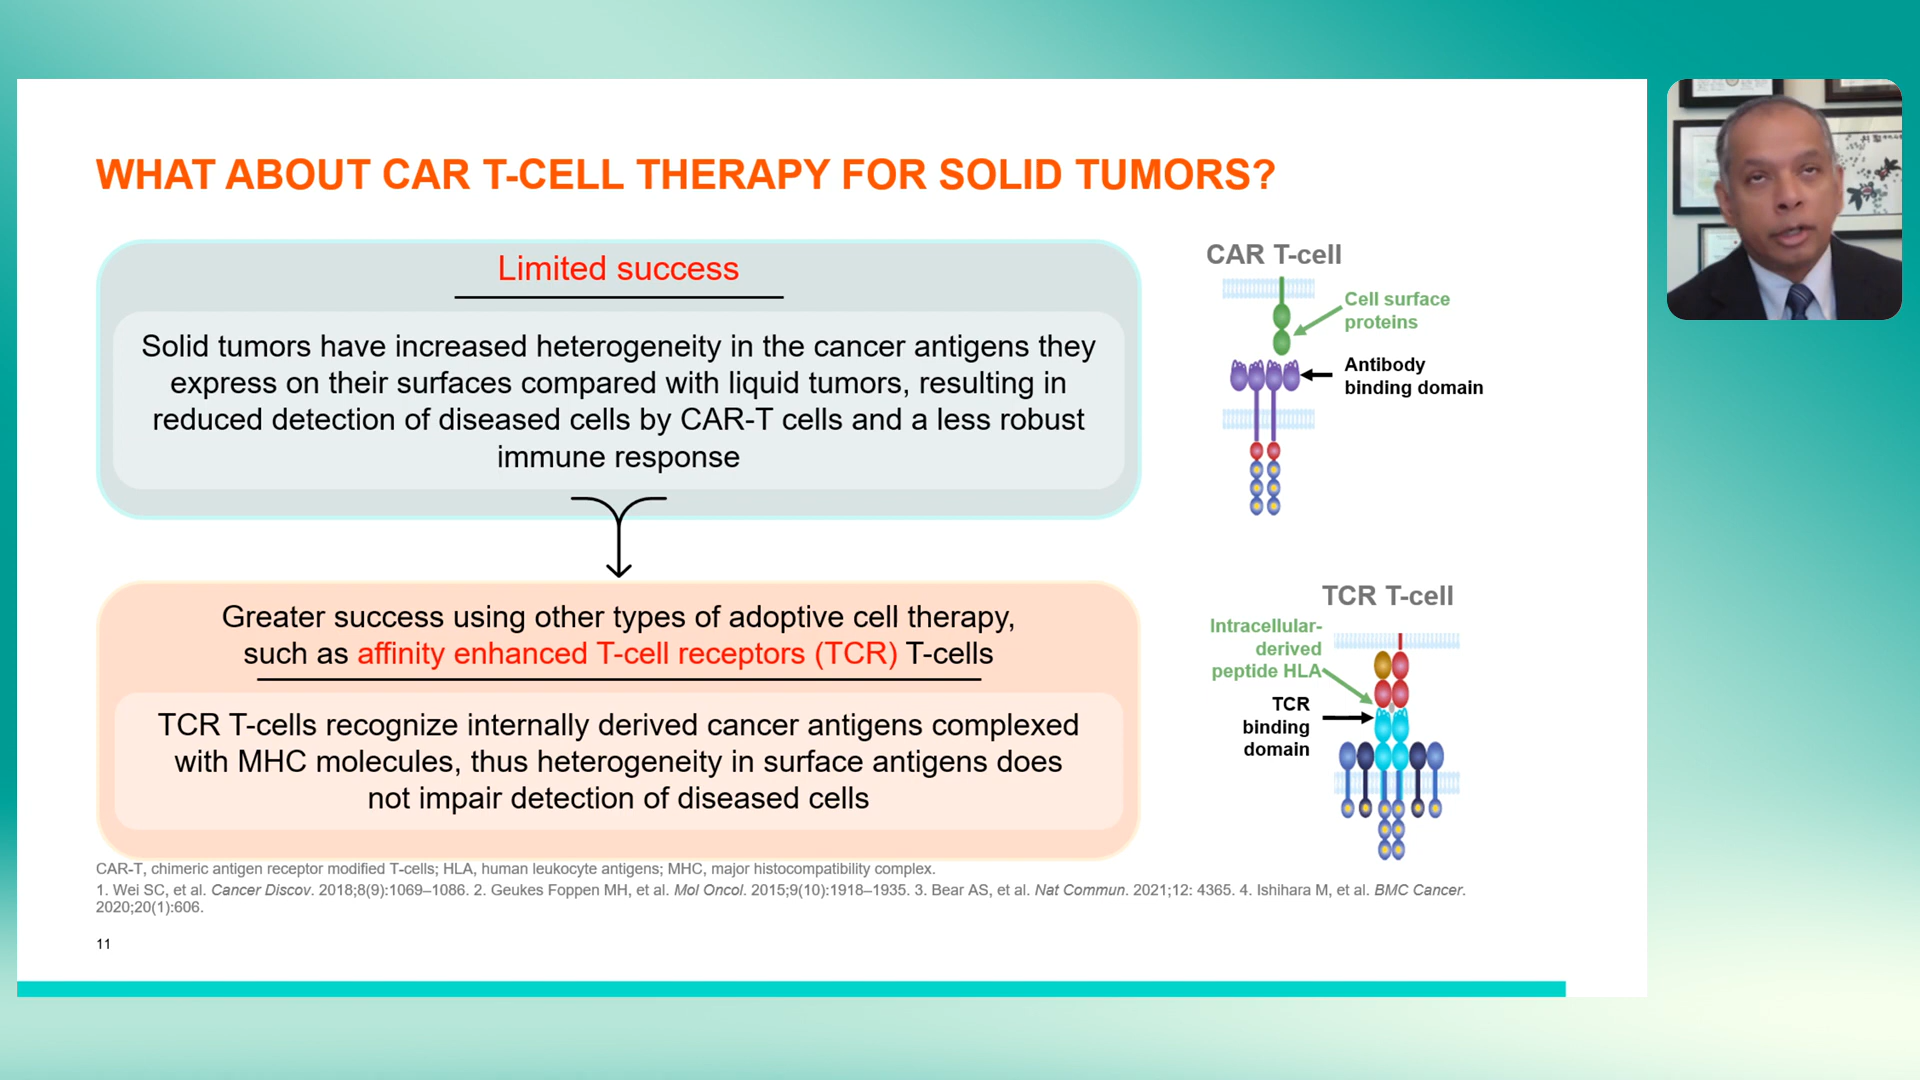 WHAT ABOUT CAR T-CELL THERAPY FOR SOLID TUMORS?
Limited success
Solid tumors have increased heterogeneity in the cancer antigens they
express on their surfaces compared with liquid tumors, resulting in
reduced detection of diseased cells by CAR-T cells and a less robust
immune response
Greater success using other types of adoptive cell therapy,
such as affinity enhanced T-cell receptors (TCR) T-cells
TCR T-cells recognize internally derived cancer antigens complexed
with MHC molecules, thus heterogeneity in surface antigens does
not impair detection of diseased cells
CAR T-cell
Cell surface
proteins
Antibody
binding domain
TCR T-cell
Intracellular-
derived
peptide HLA
TCR
binding
domain
CAR-T, chimeric antigen receptor modified T-cells; HLA, human leukocyte antigens; MHC, major histocompatibility complex.
1. Wei SC, et al. Cancer Discov. 2018;8(9):1069–1086. 2. Geukes Foppen MH, et al. Mol Oncol. 2015;9(10):1918–1935. 3. Bear AS, et al. Nat Commun. 2021;12: 4365. 4. Ishihara M, et al. BMC Cancer.
2020;20(1):606.
11